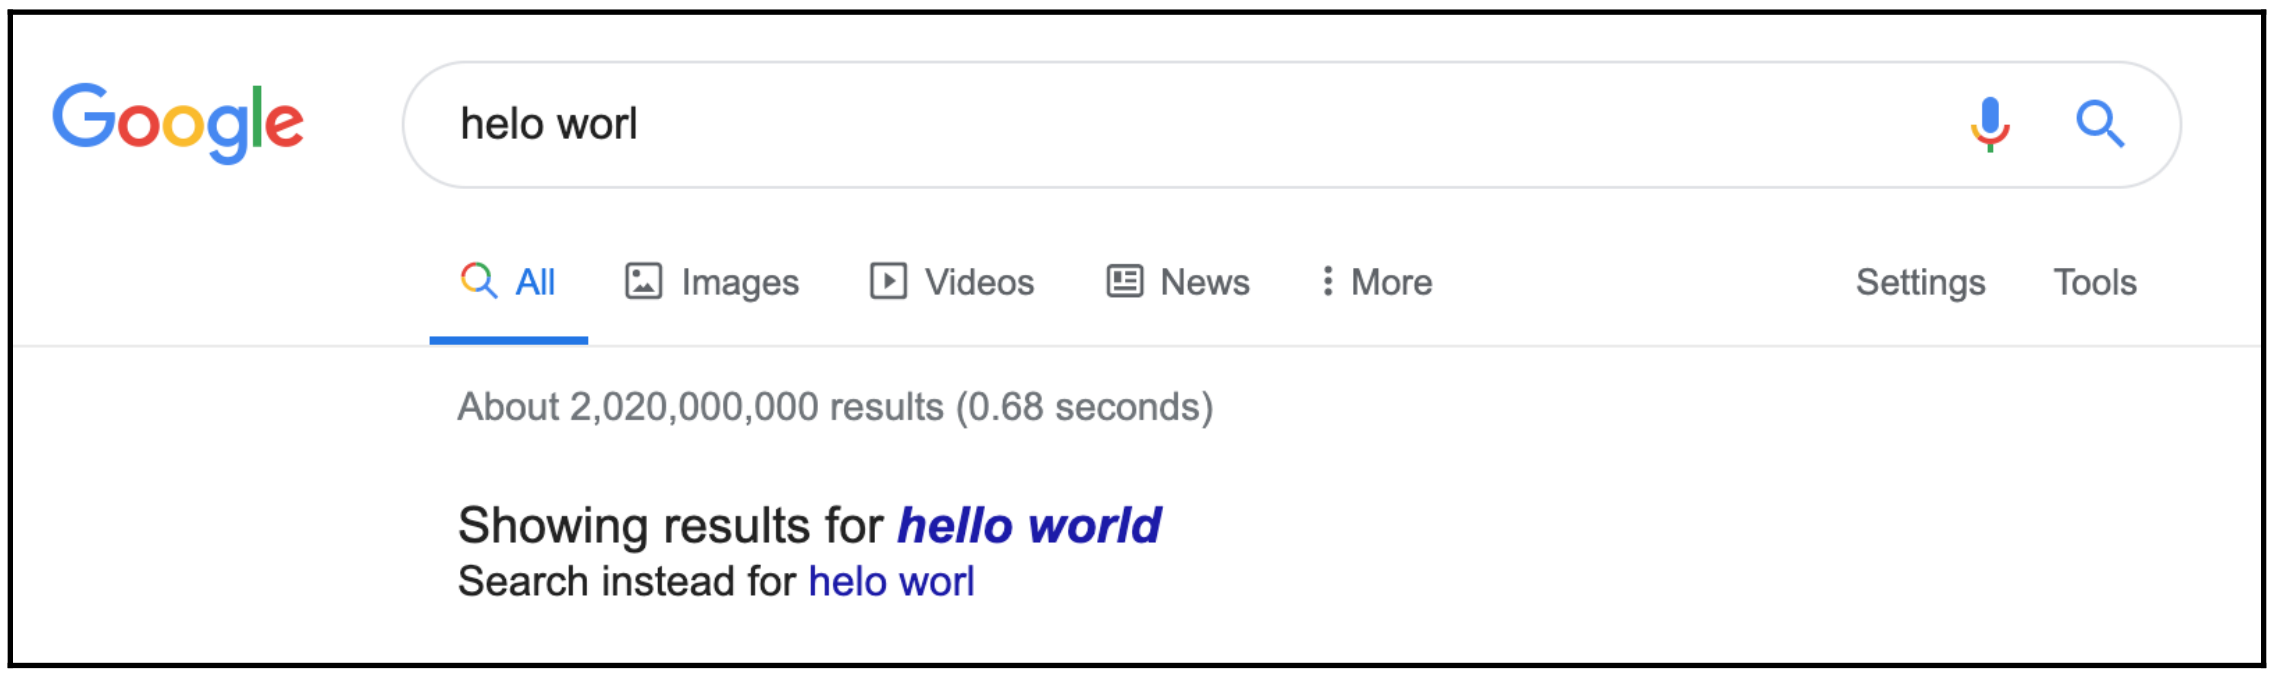 Google helo worl
All Images Videos News More Settings Tools
About 2,020,000,000 results (0.68 seconds)
Showing results for hello world
Search instead for helo worl